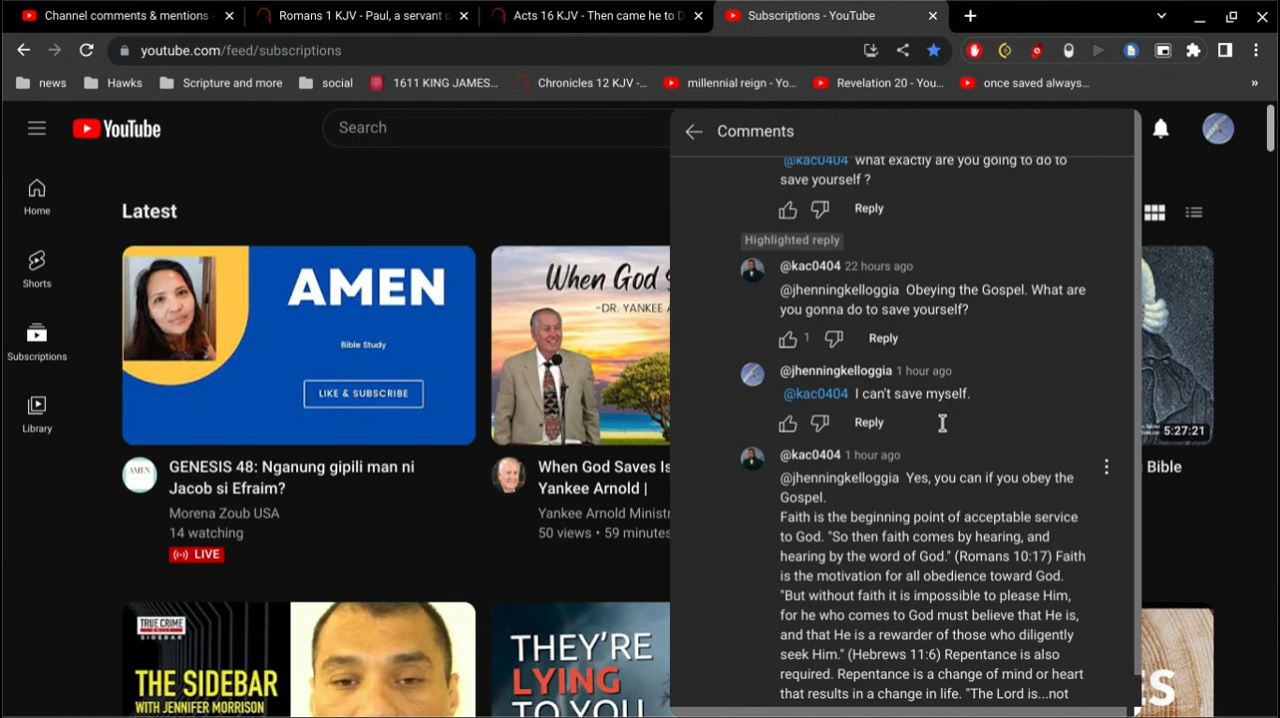 Channel comments & mentions -
Romans 1 KJV - Paul, a servant o
Acts 16 KJV - Then came he to D
Subscriptions - YouTube
youtube.com/feed/subscriptions
news
Hawks
Scripture and more
social
1611 KING JAMES...
Chronicles 12 KJV -...
millennial reign - Yo...
Revelation 20 - You...
once saved always...
»
YouTube
Search
Home
Shorts
Subscriptions
Library
Latest
AMEN
Bible Study
LIKE & SUBSCRIBE
AMEN
GENESIS 48: Nganung gipili man ni
Jacob si Efraim?
Morena Zoub USA
14 watching
LIVE
When God S
-DR. YANKEE A
When God Saves Is
Yankee Arnold |
Yankee Arnold Ministr
50 views • 59 minutes
TRUE CRIME
DAILY
SIDEBAR
THE SIDEBAR
WITH JENNIFER MORRISON
THEY'RE
LYING
TO YOU
Comments
@kac0404 what exactly are you going to do to
save yourself ?
Reply
Highlighted reply
@kac0404 22 hours ago
@jhenningkelloggia Obeying the Gospel. What are
you gonna do to save yourself?
1
Reply
@jhenningkelloggia 1 hour ago
@kac0404 I can't save myself.
Reply
@kac0404 1 hour ago
@jhenningkelloggia Yes, you can if you obey the
Gospel.
Faith is the beginning point of acceptable service
to God. "So then faith comes by hearing, and
hearing by the word of God." (Romans 10:17) Faith
is the motivation for all obedience toward God.
"But without faith it is impossible to please Him,
for he who comes to God must believe that He is,
and that He is a rewarder of those who diligently
seek Him." (Hebrews 11:6) Repentance is also
required. Repentance is a change of mind or heart
that results in a change in life. "The Lord is...not
5:27:21
Bible
ES